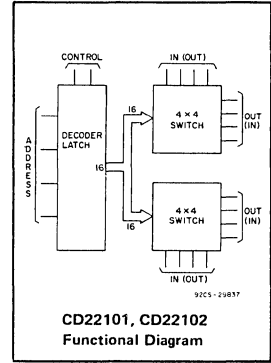 CONTROL
IN (OUT)
16
4 × 4
SWITCH
OUT
(IN)
ADDRESS
DECODER
LATCH
16
16
4×4
SWITCH
OUT
(IN)
IN (OUT)
92CS-29837
CD22101, CD22102
Functional Diagram